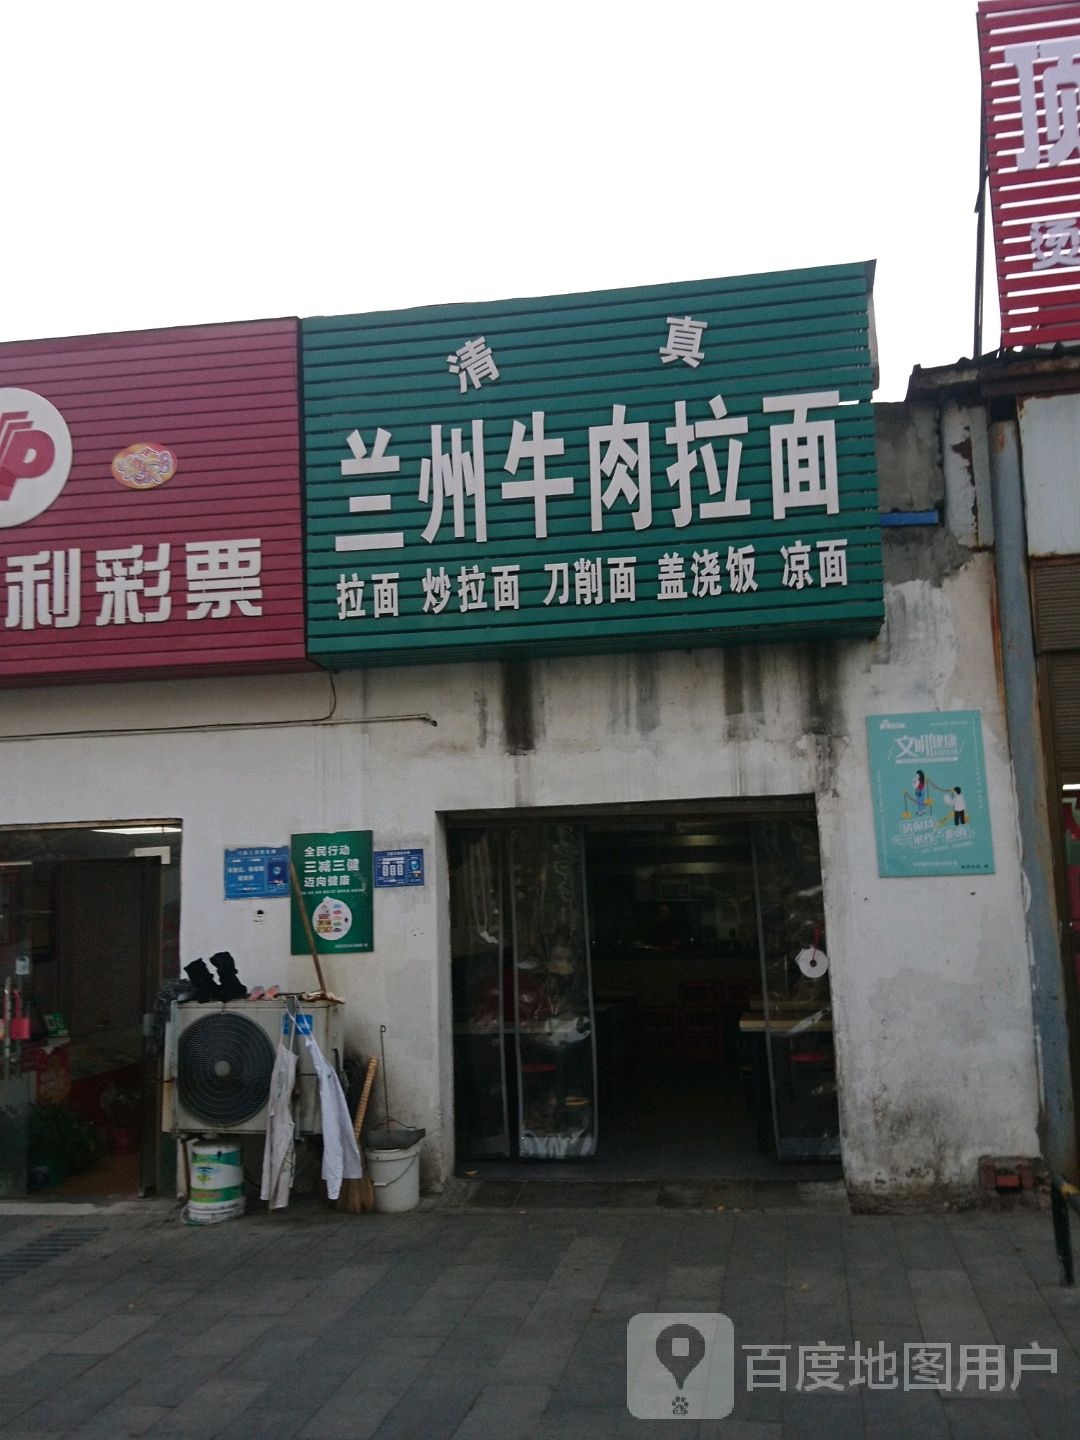 清真
兰州牛肉拉面
拉面 炒拉面 刀削面 盖浇饭 凉面
利彩票
顶
烫
全民行动
三减三健
迈向健康
文明健康
百度地图用户